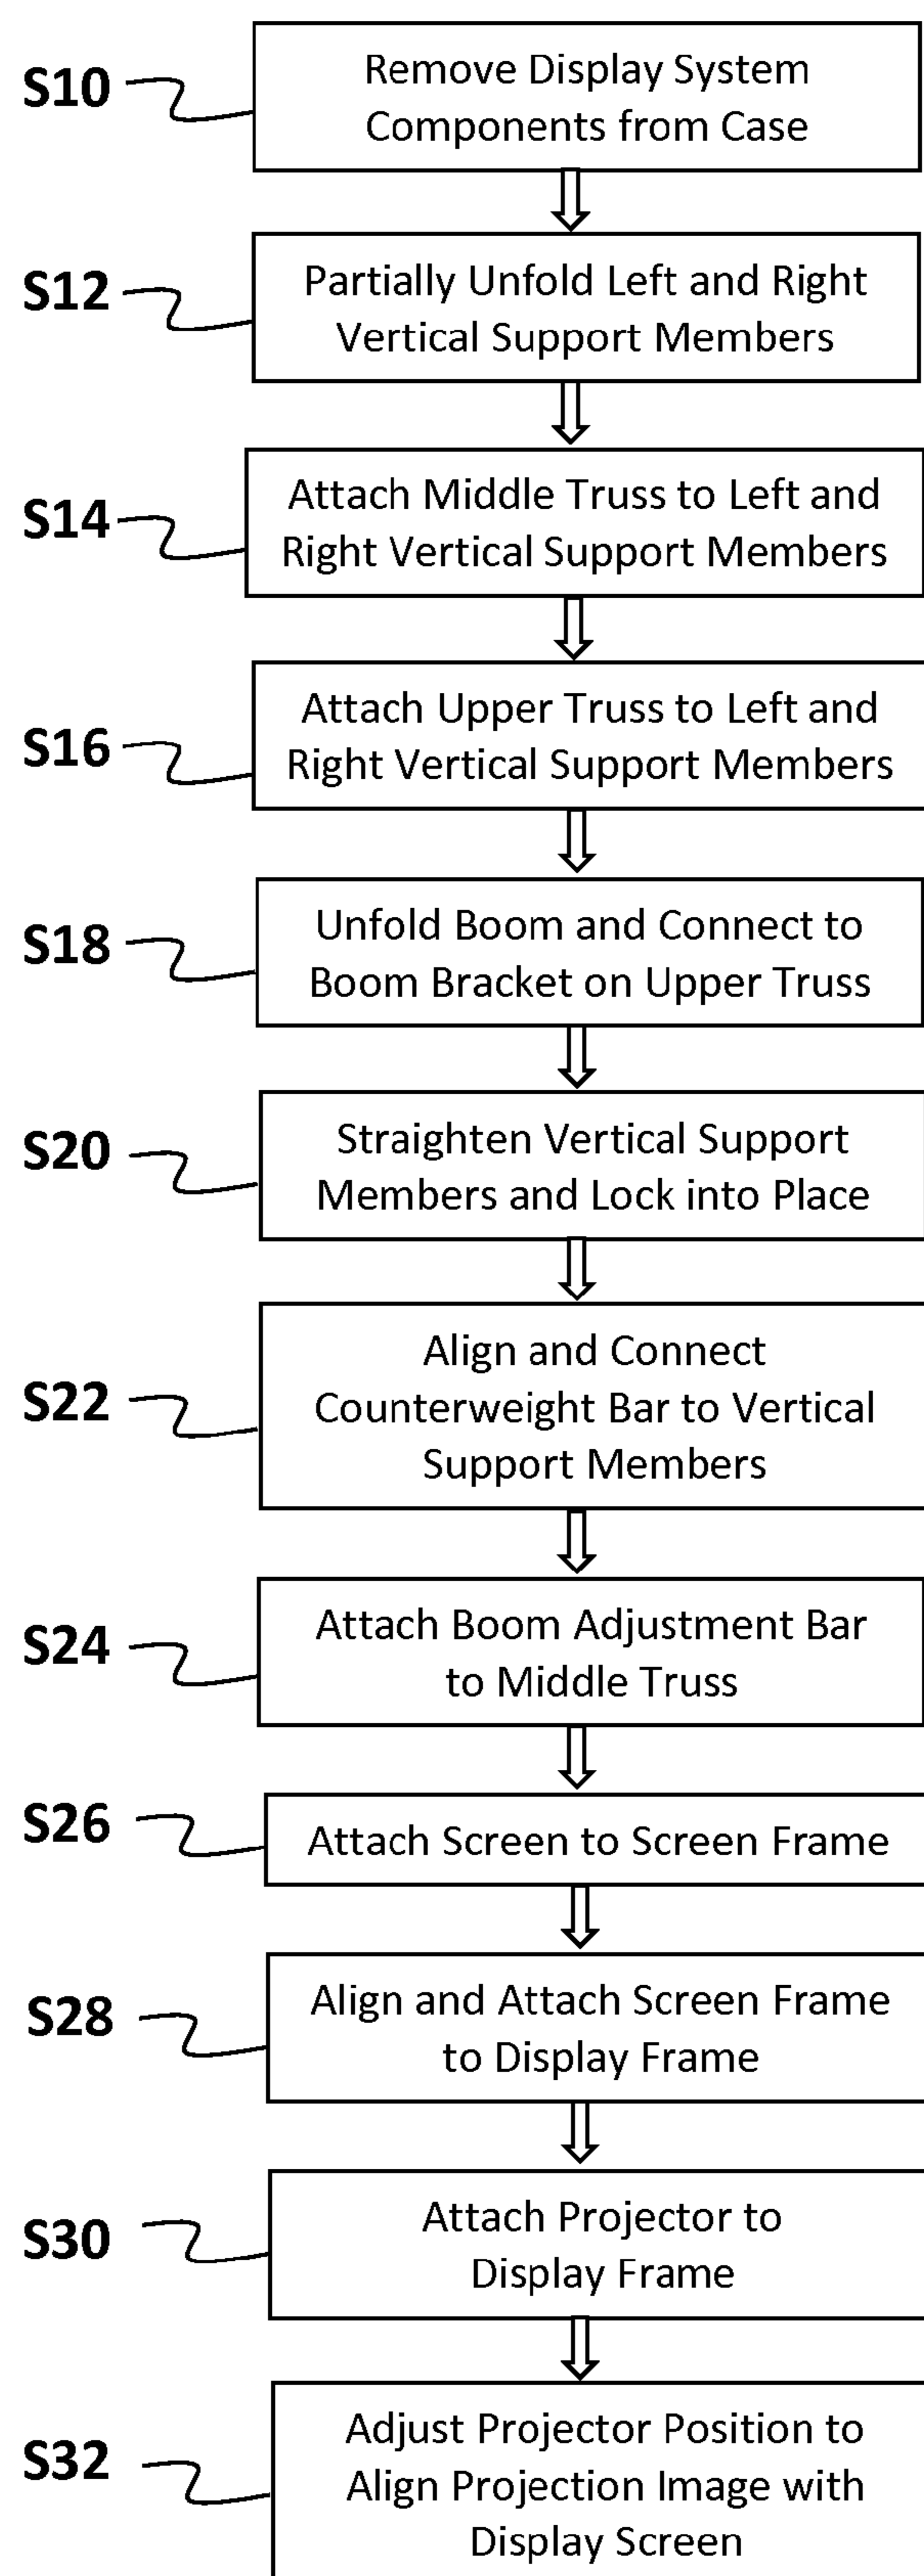 S10
Remove Display System
Components from Case
S12
Partially Unfold Left and Right
Vertical Support Members
S14
Attach Middle Truss to Left and
Right Vertical Support Members
S16
Attach Upper Truss to Left and
Right Vertical Support Members
S18
Unfold Boom and Connect to
Boom Bracket on Upper Truss
S20
Straighten Vertical Support
Members and Lock into Place
S22
Align and Connect
Counterweight Bar to Vertical
Support Members
S24
Attach Boom Adjustment Bar
to Middle Truss
S26
Attach Screen to Screen Frame
S28
Align and Attach Screen Frame
to Display Frame
S30
Attach Projector to
Display Frame
S32
Adjust Projector Position to
Align Projection Image with
Display Screen